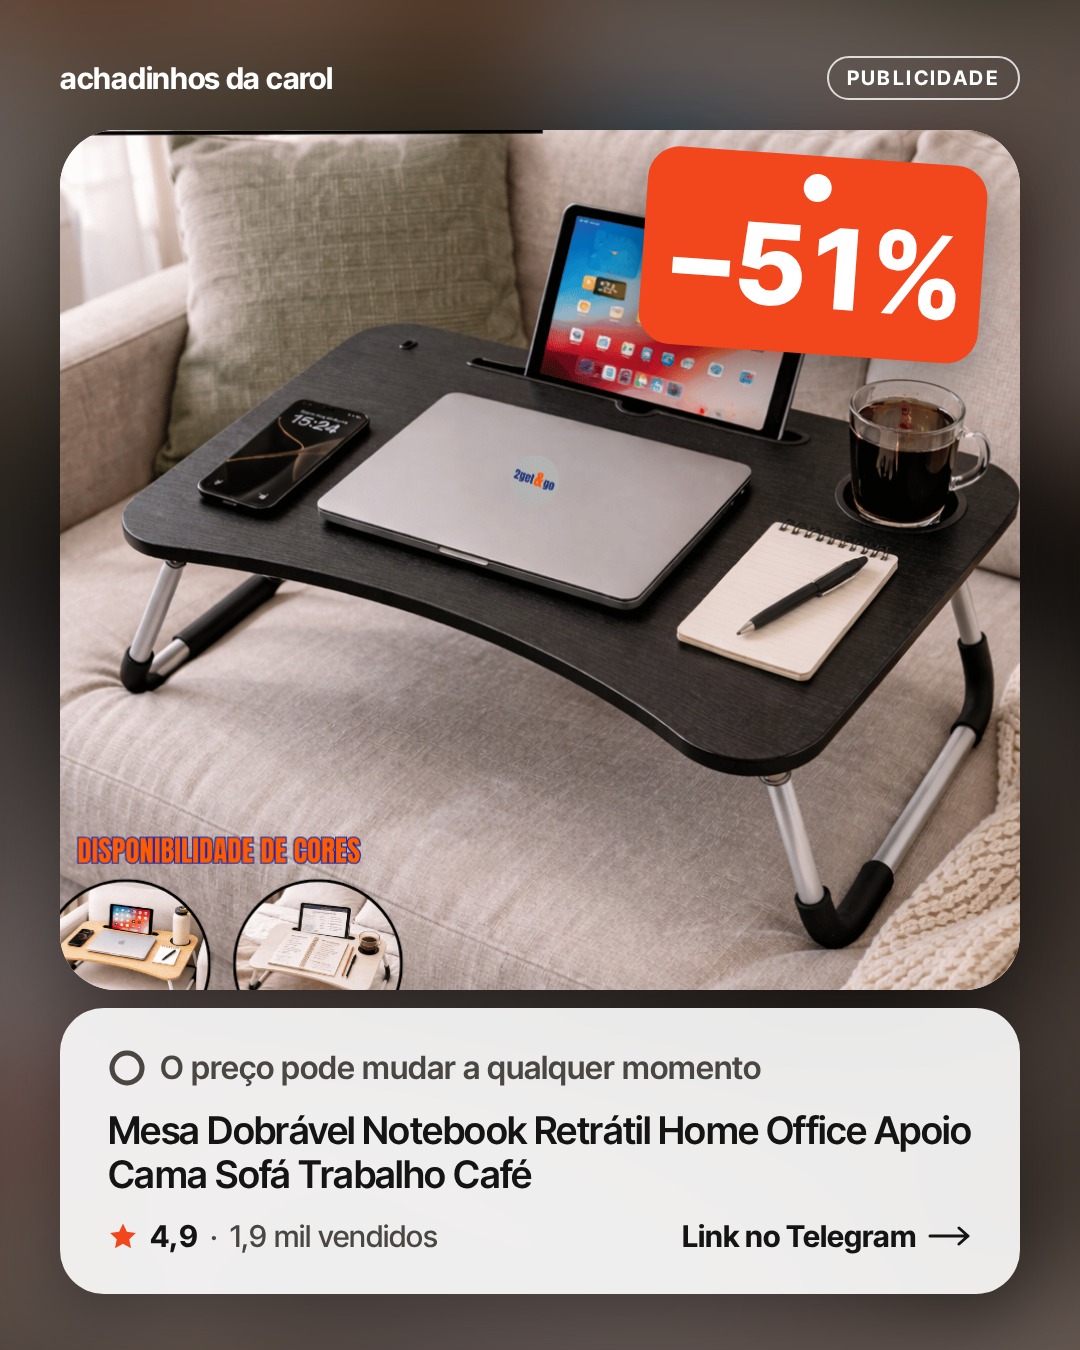 achadinhos da carol
PUBLICIDADE
-51%
15:24
2get&go
DISPONIBILIDADE DE CORES
O preço pode mudar a qualquer momento
Mesa Dobrável Notebook Retrátil Home Office Apoio
Cama Sofá Trabalho Café
4,9 · 1,9 mil vendidos
Link no Telegram →